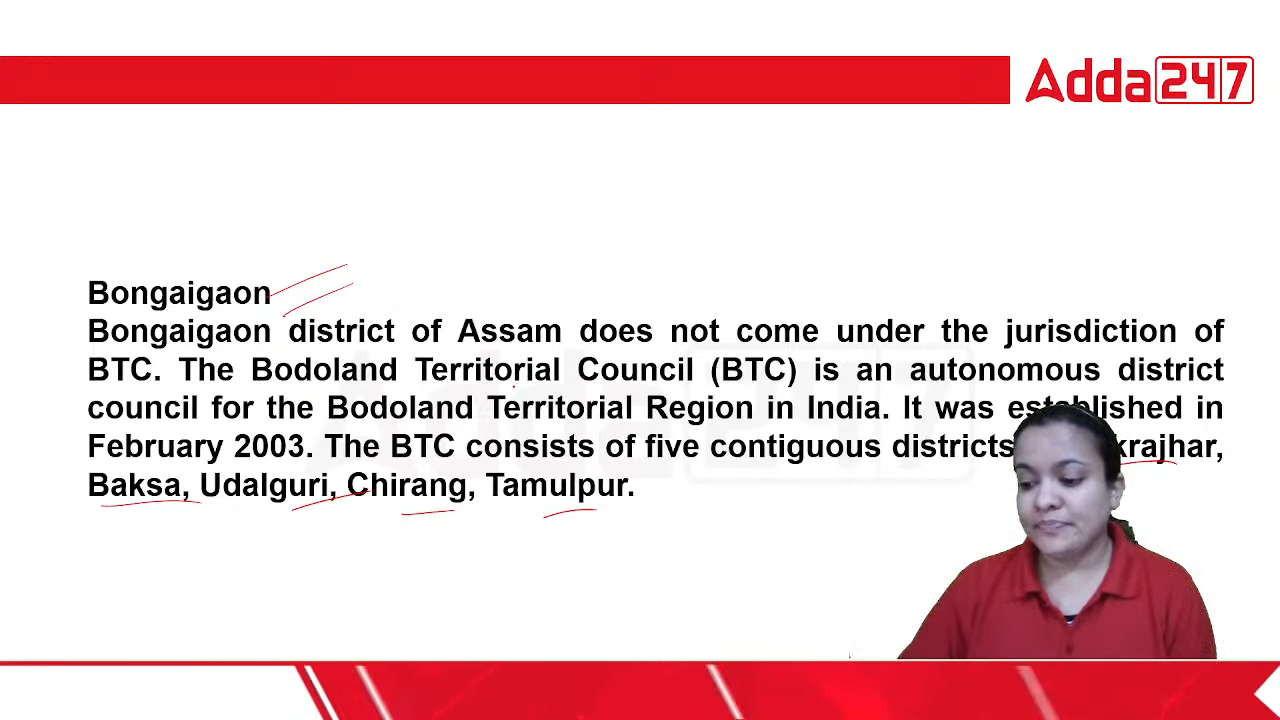 Adda247
Bongaigaon
Bongaigaon district of Assam does not come under the jurisdiction of
BTC. The Bodoland Territorial Council (BTC) is an autonomous district
council for the Bodoland Territorial Region in India. It was established in
February 2003. The BTC consists of five contiguous districts
Baksa, Udalguri, Chirang, Tamulpur.